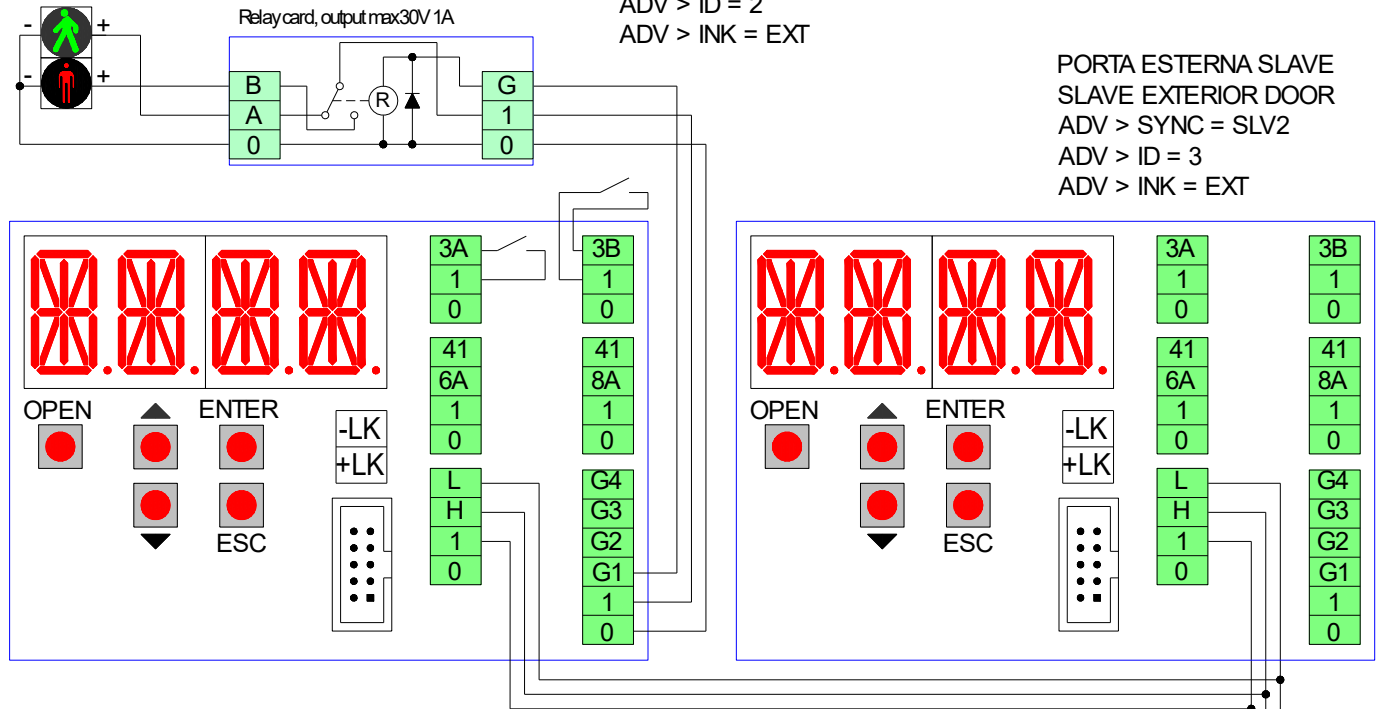 ADV > ID = 2
ADV > INK = EXT
Relay card, output max30V 1A
- +
- +
B
A
0
R
G
1
0
PORTA ESTERNA SLAVE
SLAVE EXTERIOR DOOR
ADV > SYNC = SLV2
ADV > ID = 3
ADV > INK = EXT
OPEN
ENTER
ESC
-LK
+LK
3A
1
0
41
6A
1
0
L
H
1
0
3B
1
0
41
8A
1
0
G4
G3
G2
G1
1
0
OPEN
ENTER
ESC
-LK
+LK
3A
1
0
41
6A
1
0
L
H
1
0
3B
1
0
41
8A
1
0
G4
G3
G2
G1
1
0